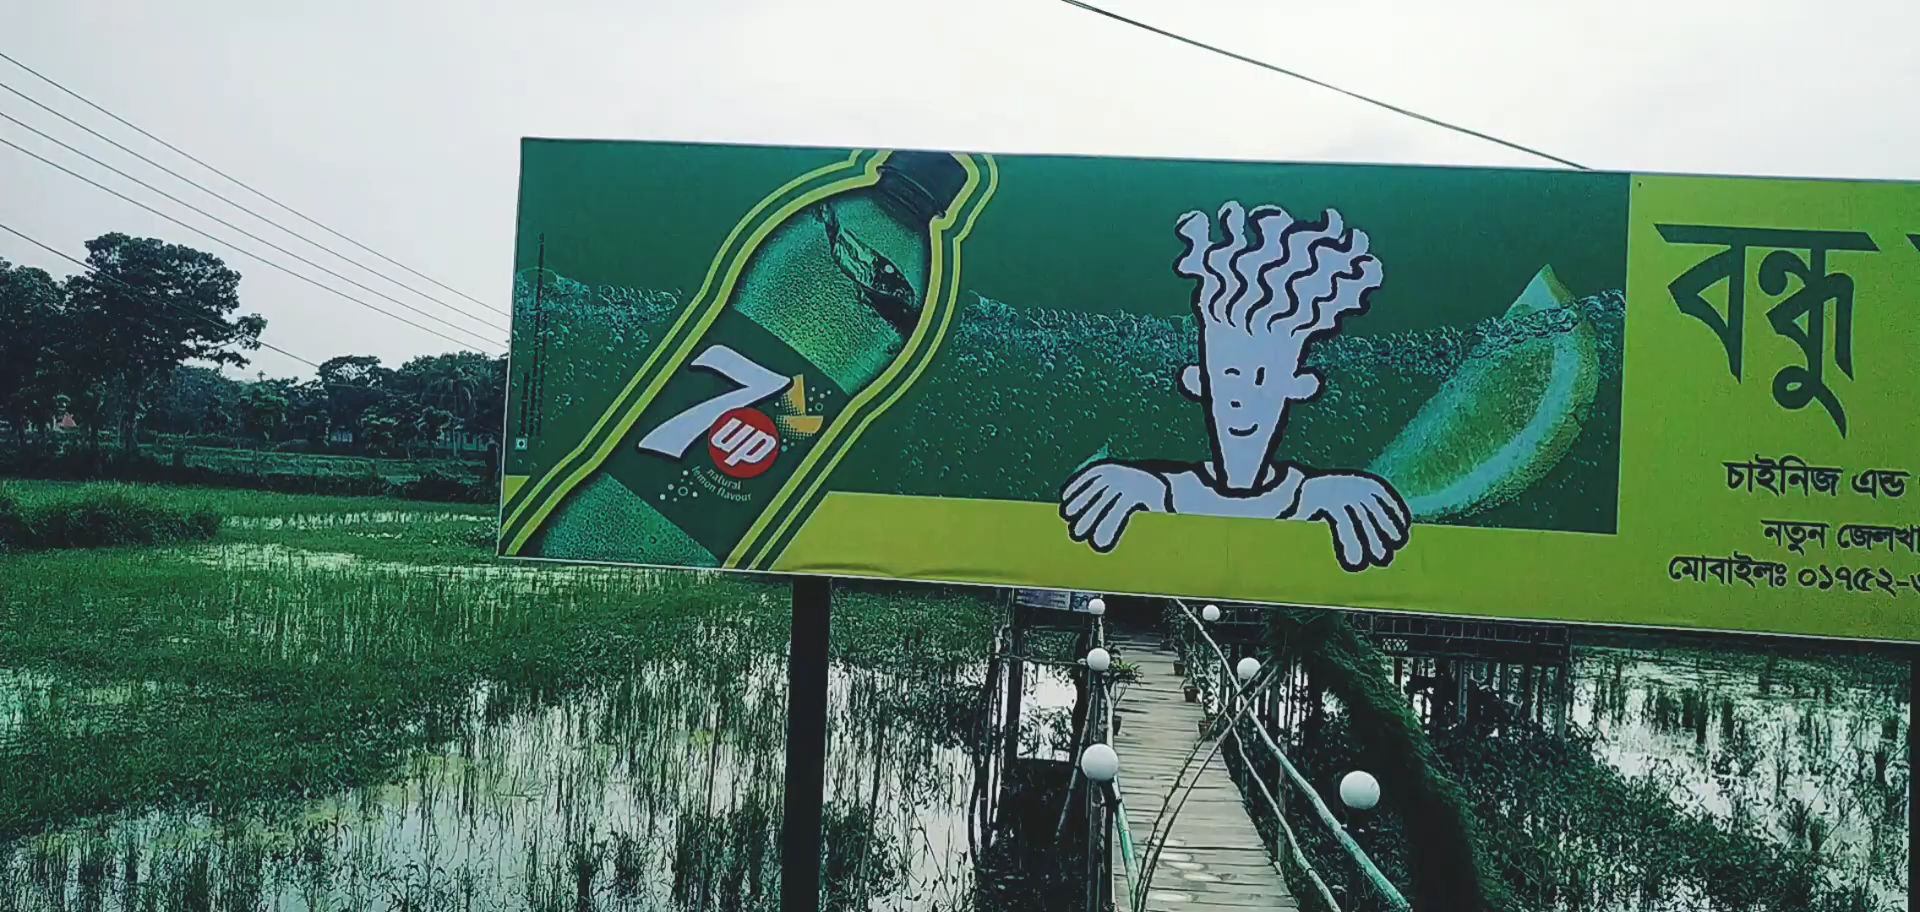 7up
natural
lemon flavour
বন্ধু
চাইনিজ এন্ড
নতুন জেলখা
মোবাইলঃ ০১৭৫২-